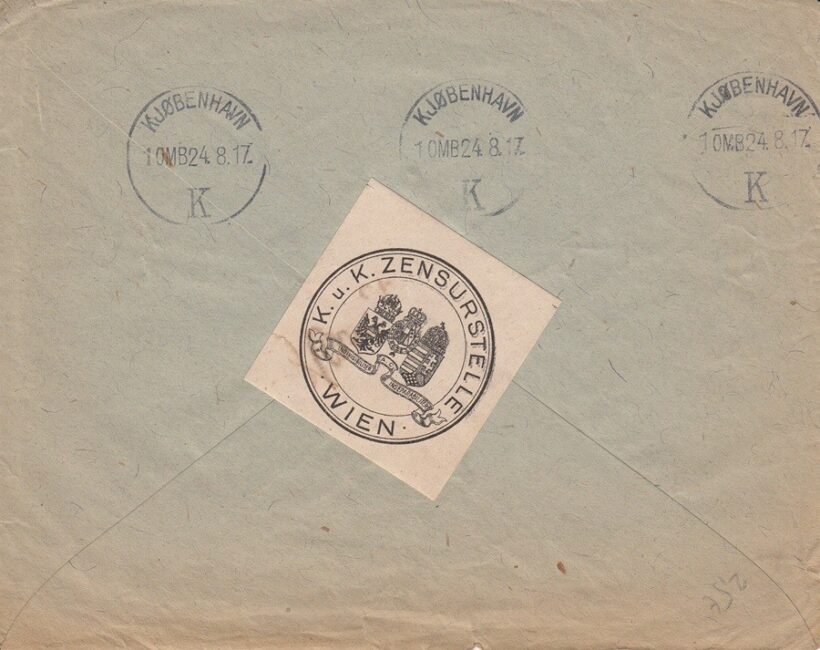 KJØBENHAVN
10MB24. 8. 17.
K
KJØBENHAVN
10MB24. 8. 17.
K
KJØBENHAVN
10MB24. 8. 17.
K
K. u. K. ZENSURSTELLE
WIEN